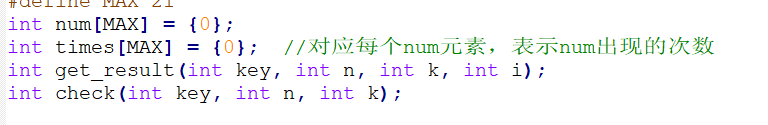 #define MAX 21
int num[MAX] = {0};
int times[MAX] = {0};  //对应每个num元素，表示num出现的次数
int get_result(int key, int n, int k, int i);
int check(int key, int n, int k);